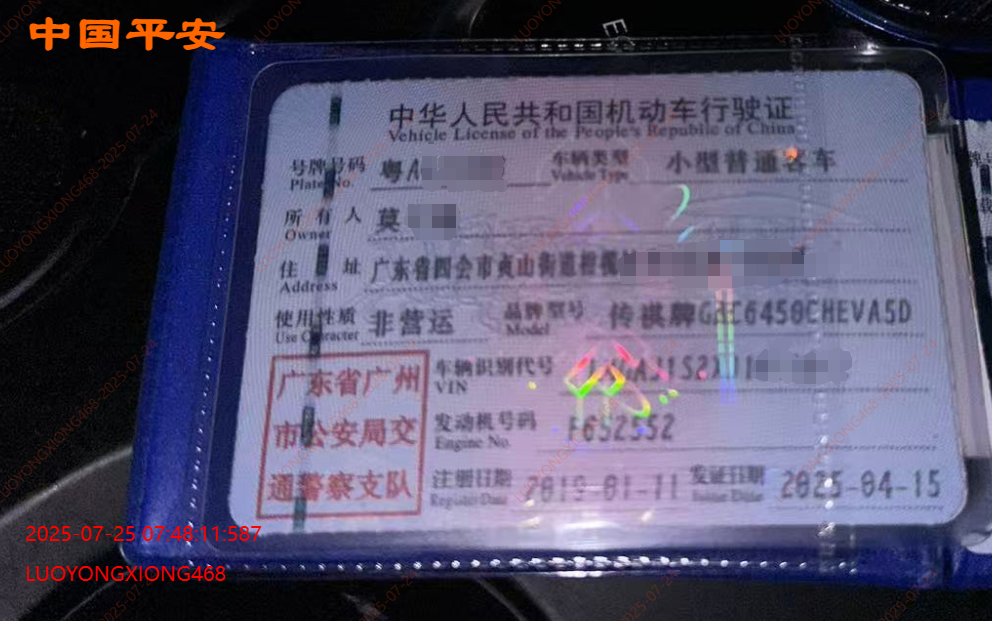 中国平安
中华人民共和国机动车行驶证
Vehicle License of the People's Republic of China
号牌号码 粤A 车辆类型 小型普通客车
Plate No. Vehicle Type
所有人 莫
Owner
住址 广东省四会市贞山街道柑榄
Address
使用性质 非营运 品牌型号 传祺牌GAC6450CHEVA5D
Use Character Model
广东省广州
市公安局交
通警察支队
车辆识别代号
VIN
发动机号码 F652552
Engine No.
注册日期 2019-01-11 发证日期 2025-04-15
Register Date Issue Date
2025-07-25 07:48:11:587
LUOYONGXIONG468